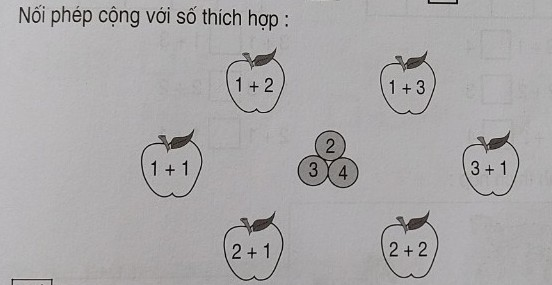 Nối phép cộng với số thích hợp :
1 + 2
1 + 3
2
1 + 1
3 4
3 + 1
2 + 1
2 + 2